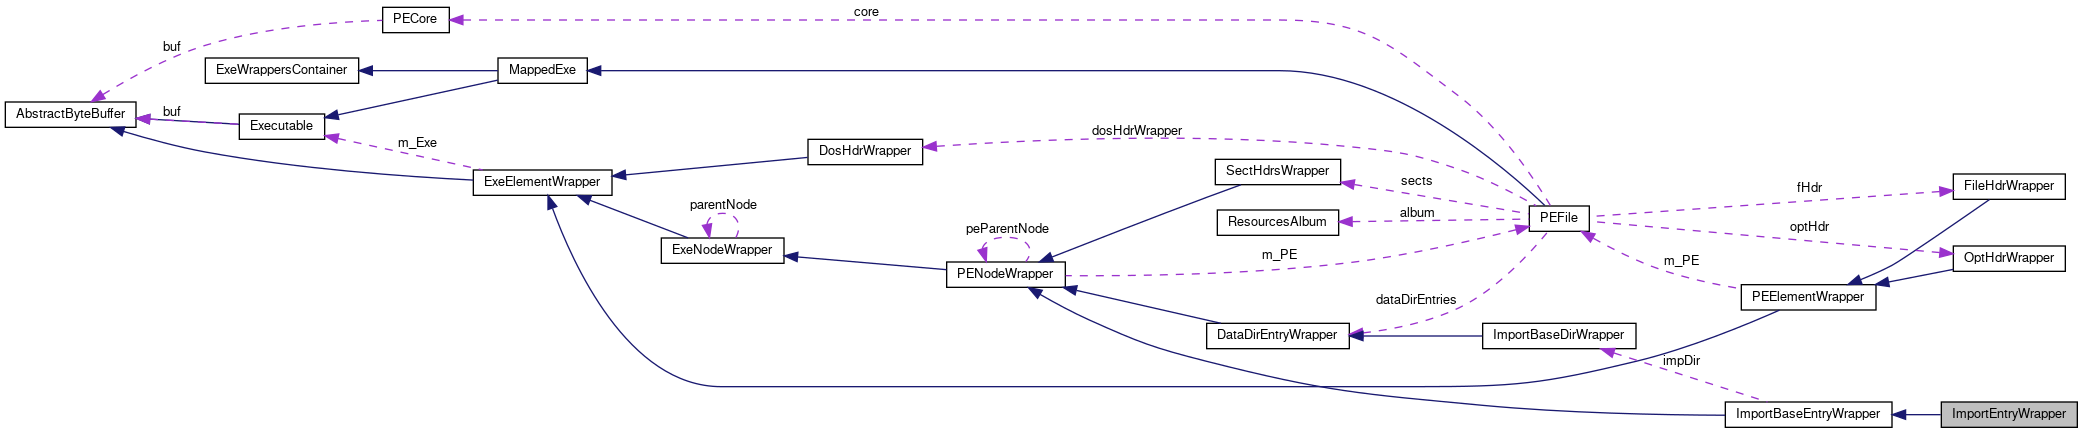 PECore
core
buf
ExeWrappersContainer
MappedExe
AbstractByteBuffer
buf
Executable
m_Exe
dosHdrWrapper
DosHdrWrapper
ExeElementWrapper
SectHdrsWrapper
sects
fHdr
FileHdrWrapper
parentNode
ResourcesAlbum
album
PEFile
optHdr
ExeNodeWrapper
peParentNode
m_PE
m_PE
OptHdrWrapper
PENodeWrapper
dataDirEntries
PEElementWrapper
DataDirEntryWrapper
ImportBaseDirWrapper
impDir
ImportBaseEntryWrapper
ImportEntryWrapper